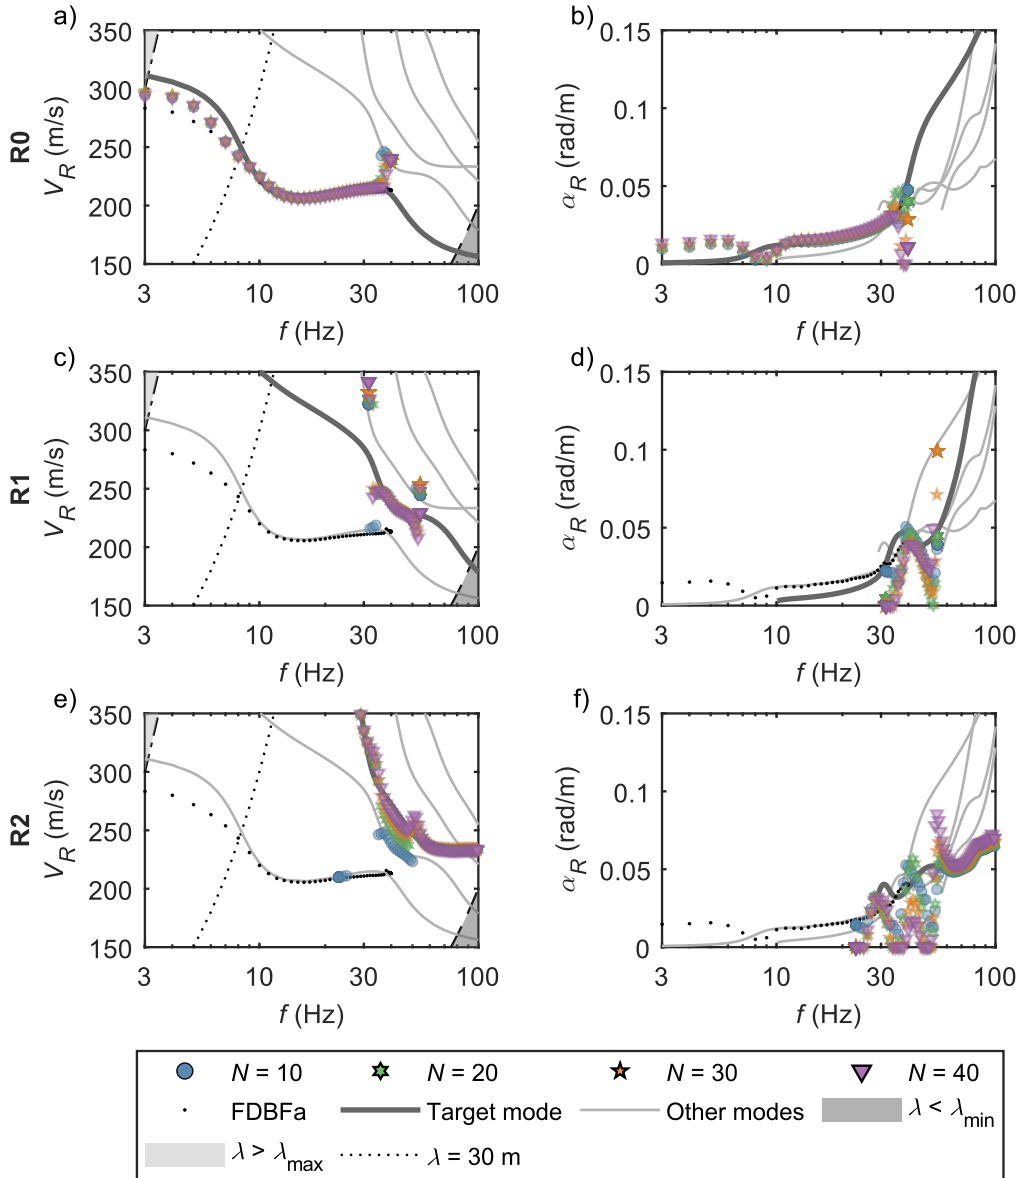 a)
350
300
250
200
150
3
10
30
100
V_R (m/s)
f (Hz)
R0
b)
0.15
0.1
0.05
0
3
10
30
100
α_R (rad/m)
f (Hz)
c)
350
300
250
200
150
3
10
30
100
V_R (m/s)
f (Hz)
R1
d)
0.15
0.1
0.05
0
3
10
30
100
α_R (rad/m)
f (Hz)
e)
350
300
250
200
150
3
10
30
100
V_R (m/s)
f (Hz)
R2
f)
0.15
0.1
0.05
0
3
10
30
100
α_R (rad/m)
f (Hz)
N = 10
N = 20
N = 30
N = 40
FDBFa
Target mode
Other modes
λ < λ_min
λ > λ_max
λ = 30 m